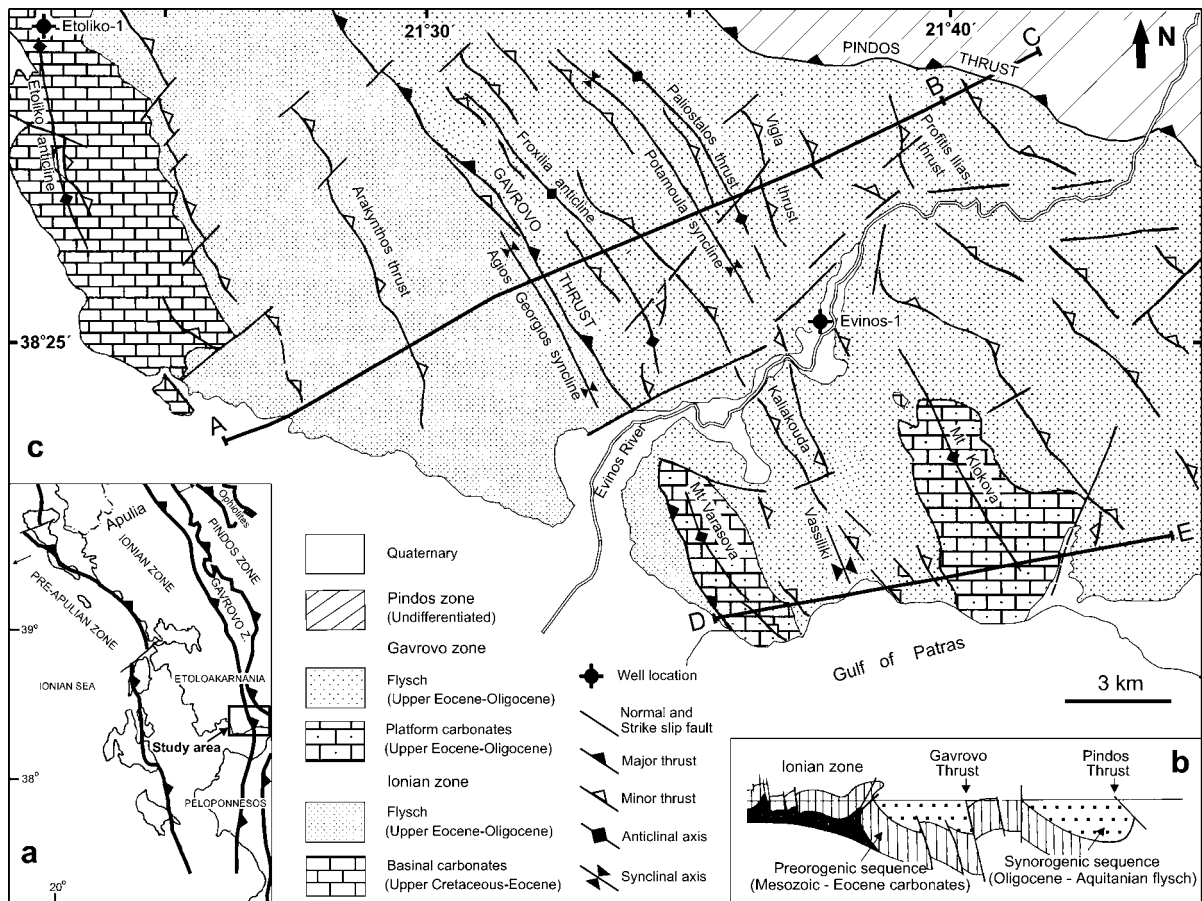 Etoliko-1
21°30'
21°40'
PINDOS THRUST
C
N
B
Etoliko anticline
Arakynthos thrust
GAVROVO THRUST
Froxilia anticline
Agios Georgios syncline
Potamoula syncline
Paliostalos thrust
Viglia thrust
Profitis Ilias thrust
38°25'
Evinos-1
A
c
Evinos River
Kaliakouda
Vassiliki
Mt Varasova
Mt Klokova
D
E
Gulf of Patras
3 km
Apulia
IONIAN ZONE
PRE-APULIAN ZONE
PINDOS ZONE
GAVROVO Z.
Ophiolites
39°
IONIAN SEA
ETOLOAKARNANIA
Study area
38°
PELOPONNESOS
a
20°
Quaternary
Pindos zone
(Undifferentiated)
Gavrovo zone
Flysch
(Upper Eocene-Oligocene)
Platform carbonates
(Upper Eocene-Oligocene)
Ionian zone
Flysch
(Upper Eocene-Oligocene)
Basinal carbonates
(Upper Cretaceous-Eocene)
Well location
Normal and
Strike slip fault
Major thrust
Minor thrust
Anticlinal axis
Synclinal axis
b
Ionian zone
Gavrovo
Thrust
Pindos
Thrust
Preorogenic sequence
(Mesozoic - Eocene carbonates)
Synorogenic sequence
(Oligocene - Aquitanian flysch)